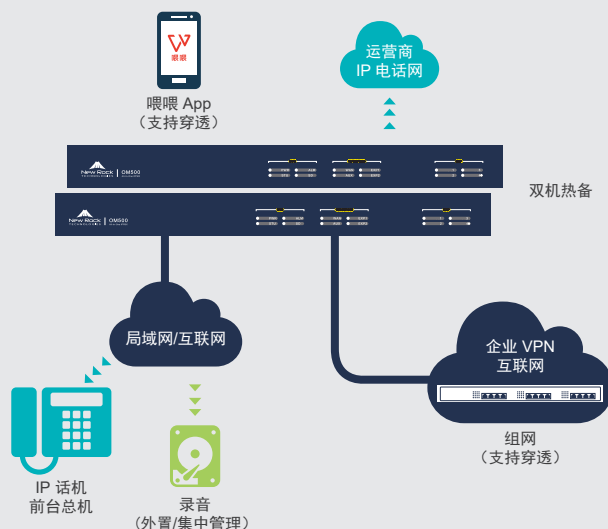 喂喂
喂喂 App
（支持穿透）
运营商
IP 电话网
New Rock
TECHNOLOGIES
OM500
双机热备
New Rock
TECHNOLOGIES
OM500
局域网/互联网
企业 VPN
互联网
组网
（支持穿透）
IP 话机
前台总机
录音
（外置/集中管理）